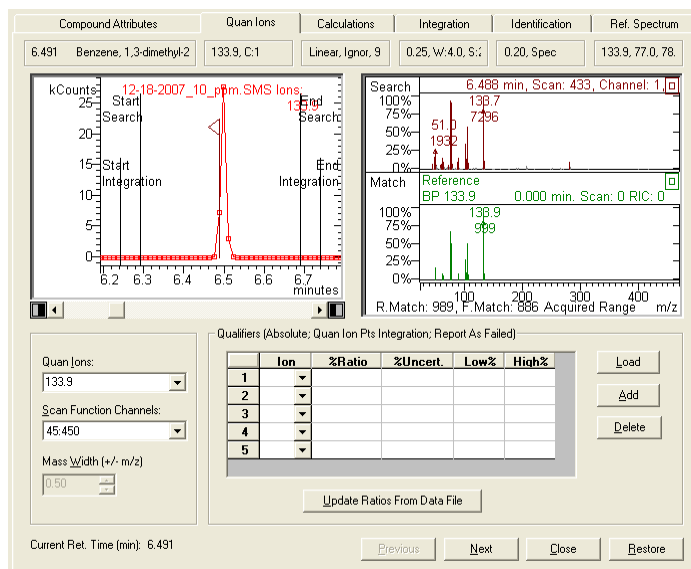 Compound Attributes Quan Ions Calculations Integration Identification Ref. Spectrum
6.491 Benzene, 1,3-dimethyl-2 133.9, C:1 Linear, Ignor, 9 0.25, W:4.0, S:2 0.20, Spec 133.9, 77.0, 78.
kCounts 12-18-2007_10_ppm.SMS Ions:
133.9
25
20
15
10
5
0
Start
Search
End
Search
Start
Integration
End
Integration
6.2 6.3 6.4 6.5 6.6 6.7
minutes
Search 6.488 min, Scan: 433, Channel: 1,
100%
75%
50%
25%
0%
133.7
7296
51.0
1932
Match Reference
BP 133.9 0.000 min. Scan: 0 RIC: 0
100%
75%
50%
25%
0%
133.9
999
100 200 300 400
R.Match: 989, F.Match: 886 Acquired Range m/z
Quan Ions:
133.9
Scan Function Channels:
45:450
Mass Width (+/- m/z)
0.50
Qualifiers (Absolute; Quan Ion Pts Integration; Report As Failed)
Ion %Ratio %Uncert. Low% High%
1
2
3
4
5
Load
Add
Delete
Update Ratios From Data File
Current Ret. Time (min): 6.491
Previous Next Close Restore